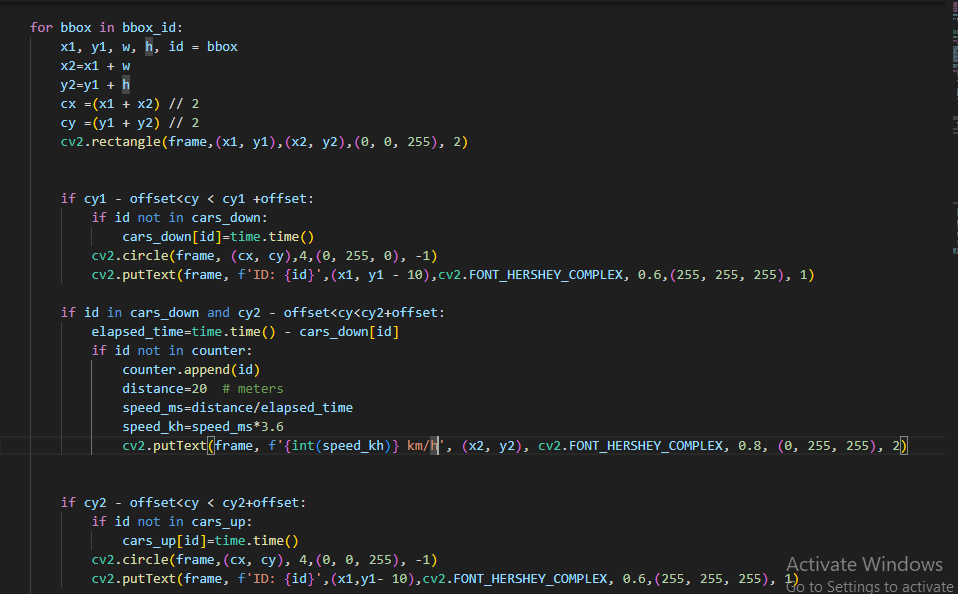 for bbox in bbox_id:
    x1, y1, w, h, id = bbox
    x2=x1 + w
    y2=y1 + h
    cx =(x1 + x2) // 2
    cy =(y1 + y2) // 2
    cv2.rectangle(frame,(x1, y1),(x2, y2),(0, 0, 255), 2)
    if cy1 - offset<cy < cy1 +offset:
        if id not in cars_down:
            cars_down[id]=time.time()
        cv2.circle(frame, (cx, cy),4,(0, 255, 0), -1)
        cv2.putText(frame, f'ID: {id}',(x1, y1 - 10),cv2.FONT_HERSHEY_COMPLEX, 0.6,(255, 255, 255), 1)
    if id in cars_down and cy2 - offset<cy<cy2+offset:
        elapsed_time=time.time() - cars_down[id]
        if id not in counter:
            counter.append(id)
            distance=20  # meters
            speed_ms=distance/elapsed_time
            speed_kh=speed_ms*3.6
            cv2.putText(frame, f'{int(speed_kh)} km/h', (x2, y2), cv2.FONT_HERSHEY_COMPLEX, 0.8, (0, 255, 255), 2)
    if cy2 - offset<cy < cy2+offset:
        if id not in cars_up:
            cars_up[id]=time.time()
        cv2.circle(frame,(cx, cy), 4,(0, 0, 255), -1)
        cv2.putText(frame, f'ID: {id}',(x1,y1- 10),cv2.FONT_HERSHEY_COMPLEX, 0.6,(255, 255, 255), 1)
Activate Windows
Go to Settings to activate